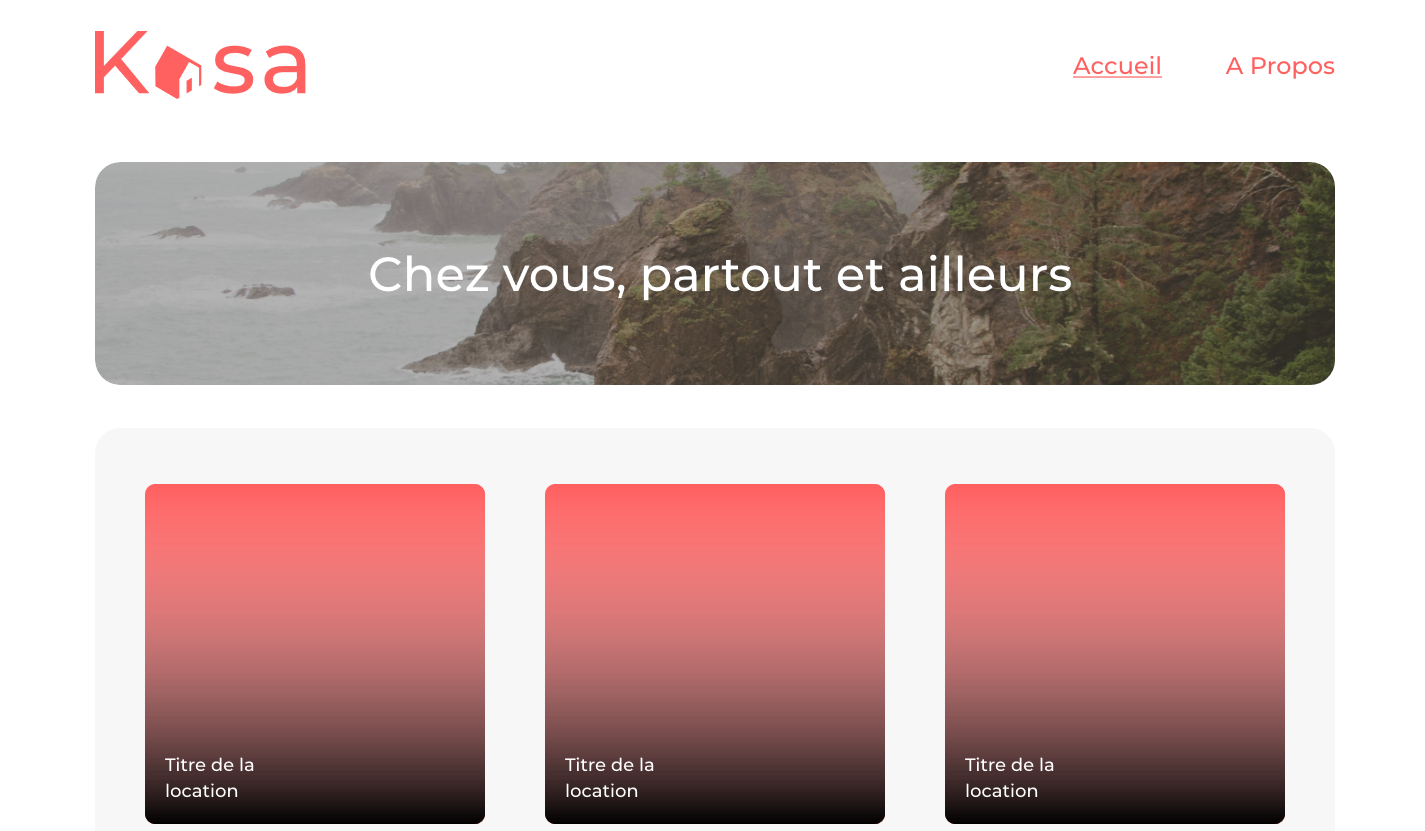 Kasa
Accueil A Propos
Chez vous, partout et ailleurs
Titre de la
location
Titre de la
location
Titre de la
location